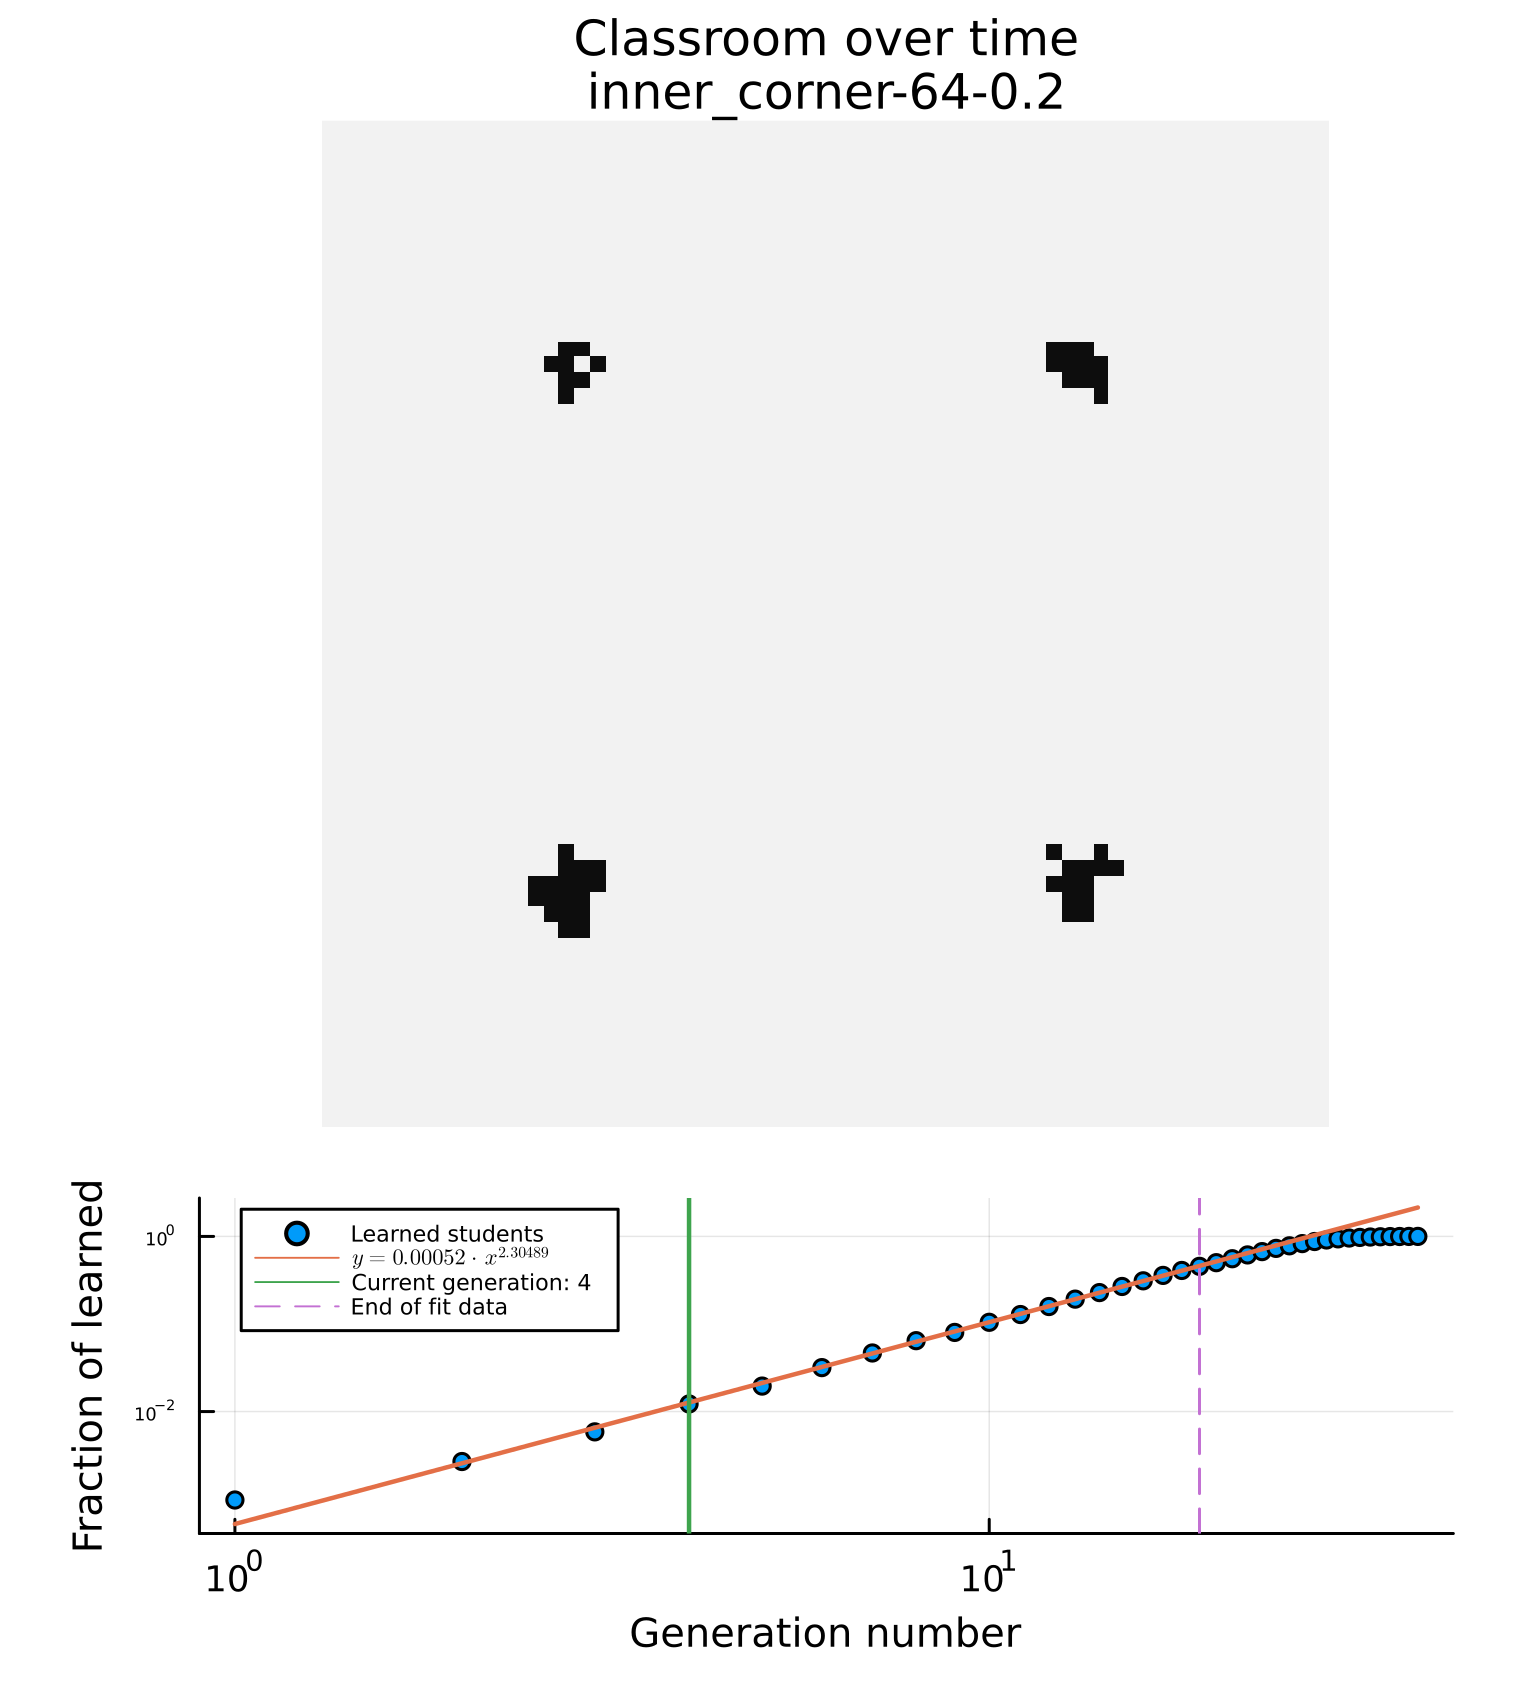 Classroom over time
inner_corner-64-0.2
Fraction of learned
10⁰
10⁻²
Learned students
y = 0.00052 · x^2.30489
Current generation: 4
End of fit data
10⁰
10¹
Generation number